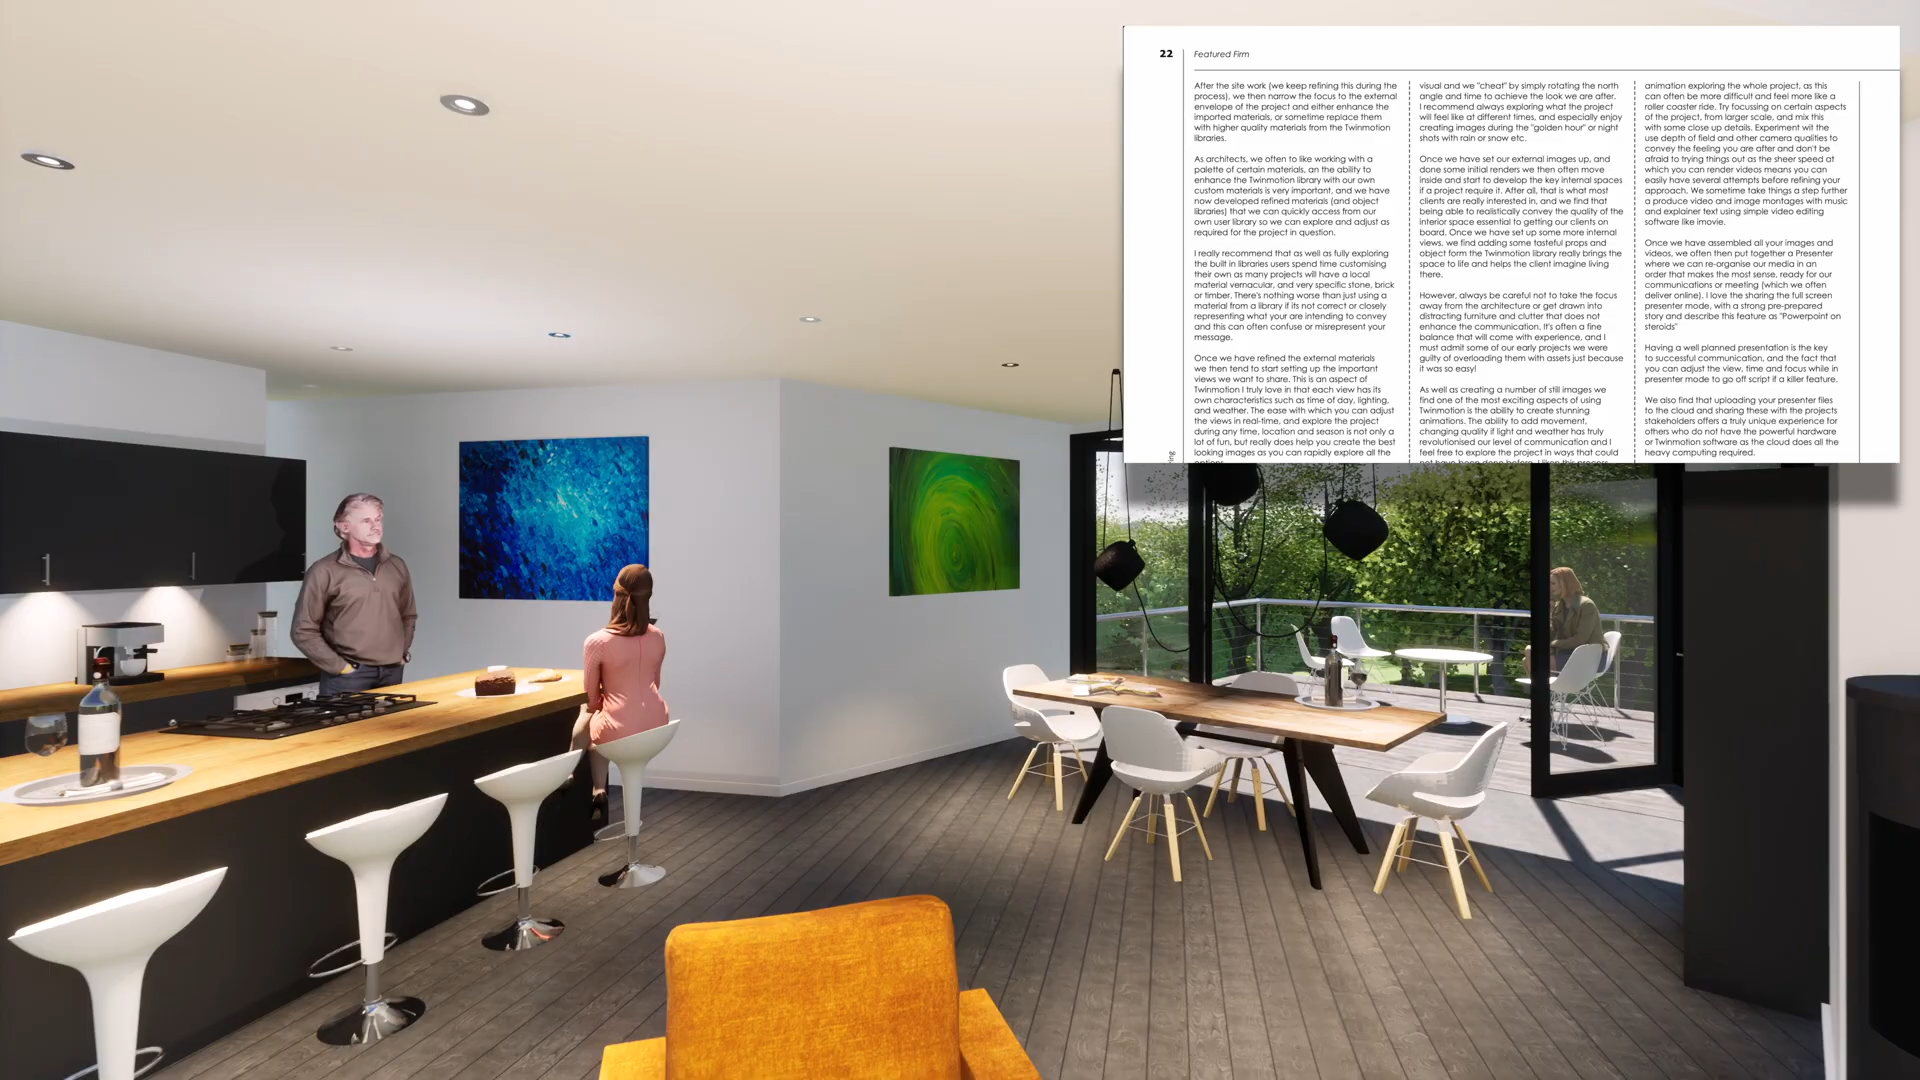 22
Featured Firm
After the site work (we keep refining this during the
process), we then narrow the focus to the external
envelope of the project and either enhance the
imported materials, or sometime replace them
with higher quality materials from the Twinmotion
libraries.
As architects, we often to like working with a
palette of certain materials, an the ability to
enhance the Twinmotion library with our own
custom materials is very important, and we have
now developed refined materials (and object
libraries) that we can quickly access from our
own user library so we can explore and adjust as
required for the project in question.
I really recommend that as well as fully exploring
the built in libraries users spend time customising
their own as many projects will have a local
material vernacular, and very specific stone, brick
or timber. There's nothing worse than just using a
material from a library if its not correct or closely
representing what your are intending to convey
and this can often confuse or misrepresent your
message.
Once we have refined the external materials
we then tend to start setting up the important
views we want to share. This is an aspect of
Twinmotion I truly love in that each view has its
own characteristics such as time of day, lighting,
and weather. The ease with which you can adjust
the views in real-time, and explore the project
during any time, location and season is not only a
lot of fun, but really does help you create the best
looking images as you can rapidly explore all the
options
visual and we "cheat" by simply rotating the north
angle and time to achieve the look we are after.
I recommend always exploring what the project
will feel like at different times, and especially enjoy
creating images during the "golden hour" or night
shots with rain or snow etc.
Once we have set our external images up, and
done some initial renders we then often move
inside and start to develop the key internal spaces
if a project require it. After all, that is what most
clients are really interested in, and we find that
being able to realistically convey the quality of the
interior space essential to getting our clients on
board. Once we have set up some more internal
views, we find adding some tasteful props and
object form the Twinmotion library really brings the
space to life and helps the client imagine living
there.
However, always be careful not to take the focus
away from the architecture or get drawn into
distracting furniture and clutter that does not
enhance the communication. It's often a fine
balance that will come with experience, and I
must admit some of our early projects we were
guilty of overloading them with assets just because
it was so easy!
As well as creating a number of still images we
find one of the most exciting aspects of using
Twinmotion is the ability to create stunning
animations. The ability to add movement,
changing quality if light and weather has truly
revolutionised our level of communication and I
feel free to explore the project in ways that could
not have been done before. I liken this process
animation exploring the whole project, as this
can often be more difficult and feel more like a
roller coaster ride. Try focussing on certain aspects
of the project, from larger scale, and mix this
with some close up details. Experiment wit the
use depth of field and other camera qualities to
convey the feeling you are after and don't be
afraid to trying things out as the sheer speed at
which you can render videos means you can
easily have several attempts before refining your
approach. We sometime take things a step further
a produce video and image montages with music
and explainer text using simple video editing
software like imovie.
Once we have assembled all your images and
videos, we often then put together a Presenter
where we can re-organise our media in an
order that makes the most sense, ready for our
communications or meeting (which we often
deliver online). I love the sharing the full screen
presenter mode, with a strong pre-prepared
story and describe this feature as "Powerpoint on
steroids"
Having a well planned presentation is the key
to successful communication, and the fact that
you can adjust the view, time and focus while in
presenter mode to go off script if a killer feature.
We also find that uploading your presenter files
to the cloud and sharing these with the projects
stakeholders offers a truly unique experience for
others who do not have the powerful hardware
or Twinmotion software as the cloud does all the
heavy computing required.